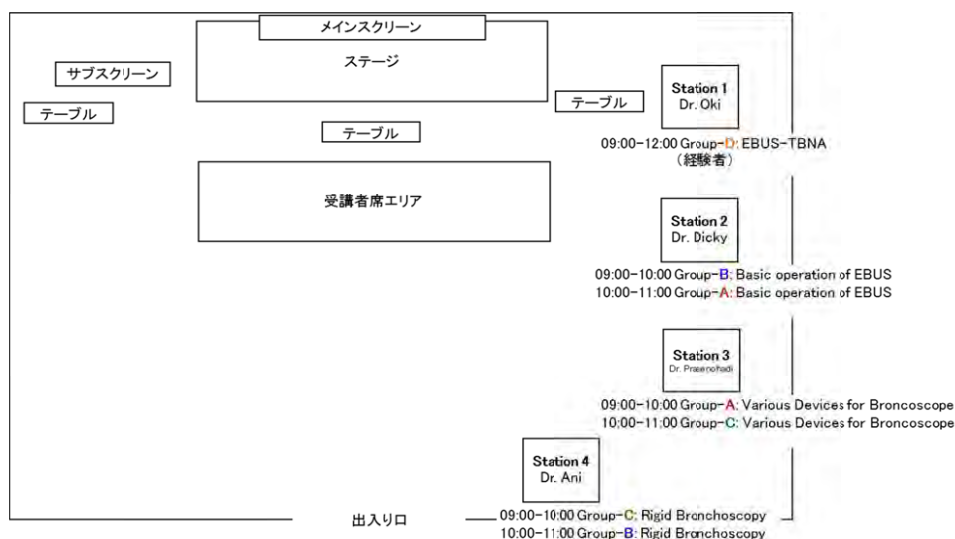 メインスクリーン
ステージ
サブスクリーン
テーブル
テーブル
テーブル
受講者席エリア
Station 1
Dr. Oki
09:00-12:00 Group-D: EBUS-TBNA
(経験者)
Station 2
Dr. Dicky
09:00-10:00 Group-B: Basic operation of EBUS
10:00-11:00 Group-A: Basic operation of EBUS
Station 3
Dr.
09:00-10:00 Group-A: Various Devices for Broncoscope
10:00-11:00 Group-C: Various Devices for Broncoscope
Station 4
Dr. Ani
09:00-10:00 Group-C: Rigid Bronchoscopy
10:00-11:00 Group-B: Rigid Bronchoscopy
出入り口